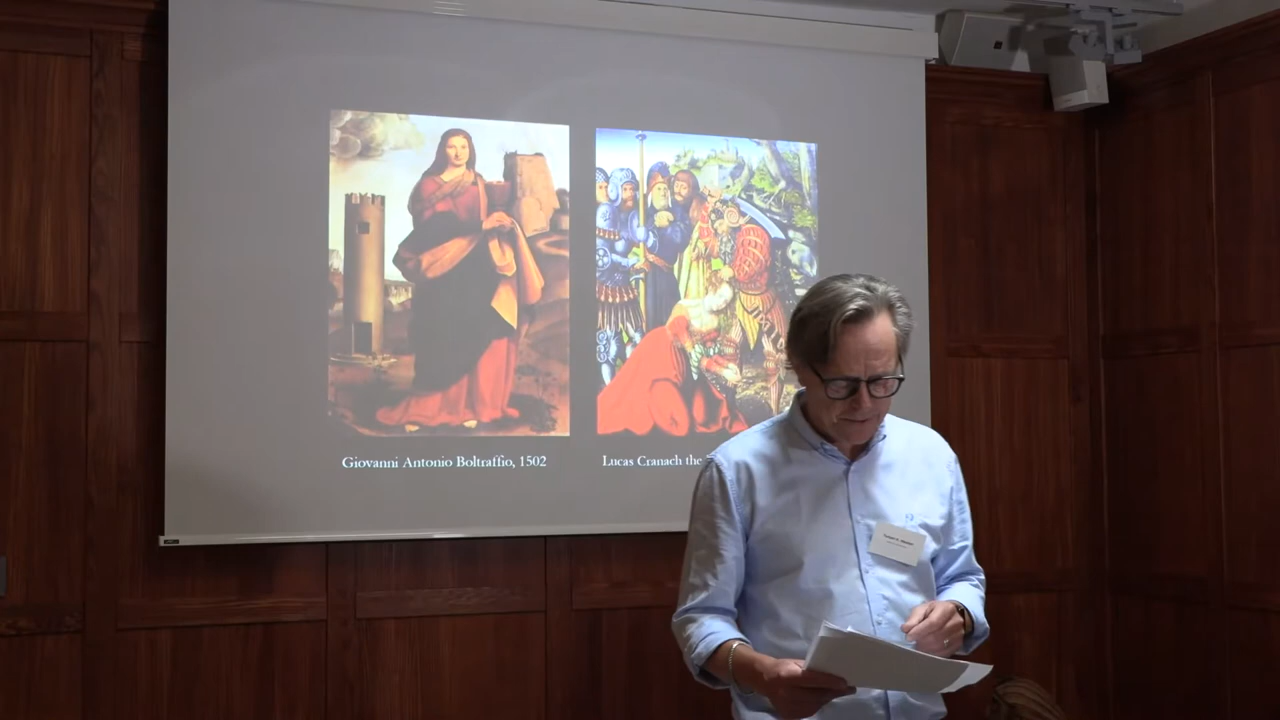 Giovanni Antonio Boltraffio, 1502
Lucas Cranach the